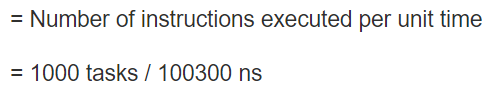 = Number of instructions executed per unit time
= 1000 tasks / 100300 ns